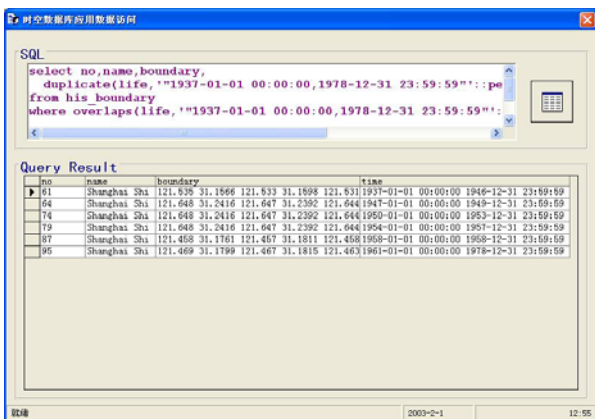 时空数据库应用数据访问
SQL
select no,name,boundary,
duplicate(life,'"1937-01-01 00:00:00,1978-12-31 23:59:59"'::pe
from his_boundary
where overlaps(life,'"1937-01-01 00:00:00,1978-12-31 23:59:59"':
Query Result
no name boundary time
61 Shanghai Shi 121.535 31.1566 121.533 31.1598 121.531 1937-01-01 00:00:00 1946-12-31 23:59:59
64 Shanghai Shi 121.648 31.2416 121.647 31.2392 121.644 1947-01-01 00:00:00 1949-12-31 23:59:59
74 Shanghai Shi 121.648 31.2416 121.647 31.2392 121.644 1950-01-01 00:00:00 1953-12-31 23:59:59
79 Shanghai Shi 121.648 31.2416 121.647 31.2392 121.644 1954-01-01 00:00:00 1957-12-31 23:59:59
87 Shanghai Shi 121.458 31.1761 121.457 31.1811 121.458 1958-01-01 00:00:00 1958-12-31 23:59:59
95 Shanghai Shi 121.469 31.1799 121.465 31.1815 121.463 1961-01-01 00:00:00 1978-12-31 23:59:59
就绪 2003-2-1 12:55